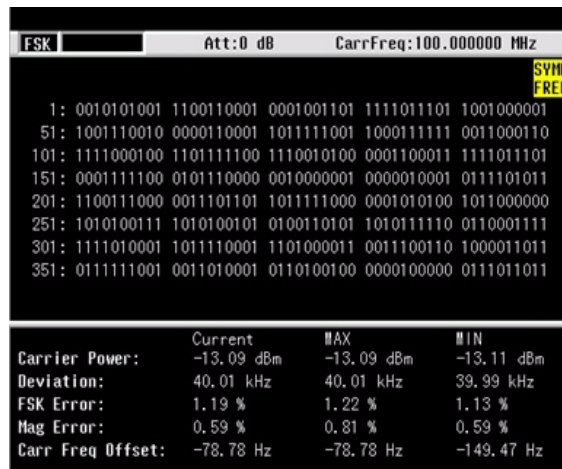 FSK Att:0 dB CarrFreq:100.000000 MHz
1: 0010101001 1100110001 0001001101 1111011101 1001000001
51: 1001110010 0000110001 1011111001 1000111111 0011000110
101: 1111000100 1101111100 1110010100 0001100011 1111011101
151: 0001111100 0101110000 0010000001 0000010001 0111101011
201: 1100111000 0011101101 1011111000 0001010100 1011000000
251: 1010100111 1010100101 0100110101 1010111110 0110001111
301: 1111010001 1011110001 1101000011 0011100110 1000011011
351: 0111111001 0011010001 0110100100 0000100000 0111011011
Current MAX MIN
Carrier Power: -13.09 dBm -13.09 dBm -13.11 dBm
Deviation: 40.01 kHz 40.01 kHz 39.99 kHz
FSK Error: 1.19 % 1.22 % 1.13 %
Mag Error: 0.59 % 0.81 % 0.59 %
Carr Freq Offset: -78.78 Hz -78.78 Hz -149.47 Hz